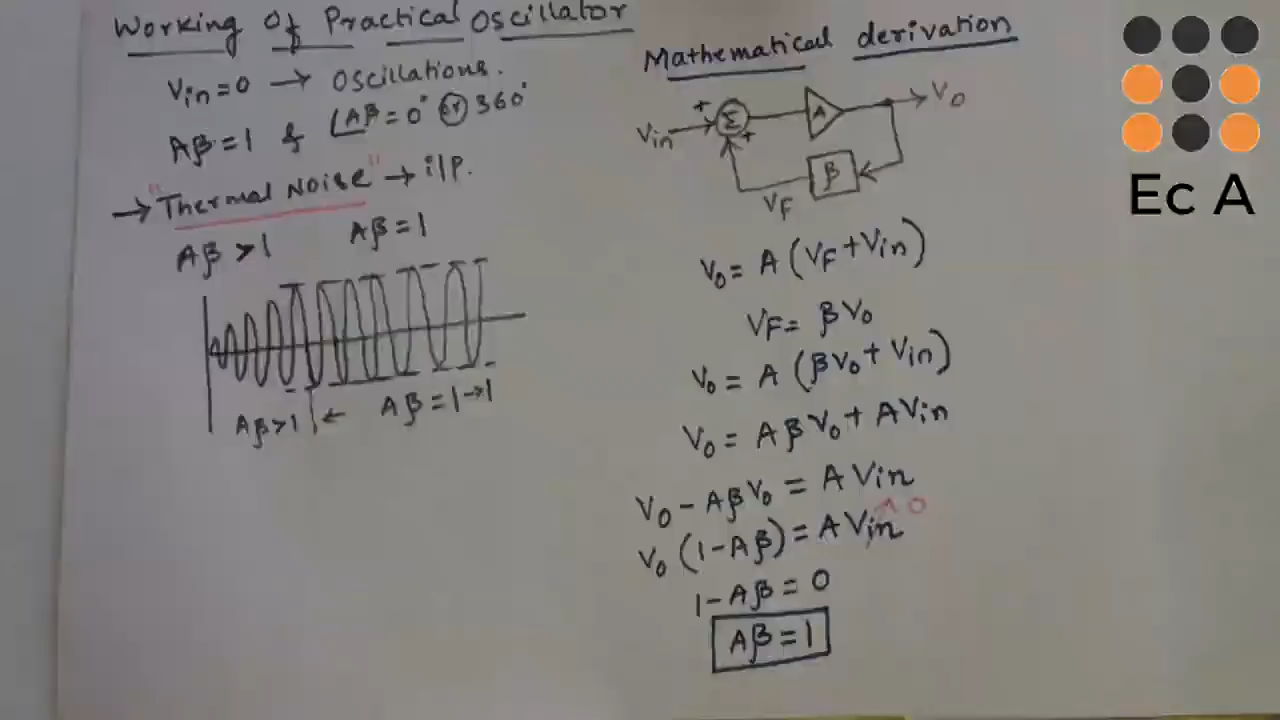 Working Of Practical Oscillator
Vin=0 → Oscillations.
Aβ=1 & ∠Aβ=0° or 360°
→ "Thermal Noise" → i/p.
Aβ>1 Aβ=1
Aβ>1 ← Aβ=1→1
Mathematical derivation
Vin + Σ + A Vo
β
VF
Vo = A (VF+Vin)
VF = βVo
Vo = A (βVo+Vin)
Vo = AβVo+AVin
Vo-AβVo = AVin
Vo (1-Aβ) = AVin 0
1-Aβ = 0
Aβ=1
Ec A